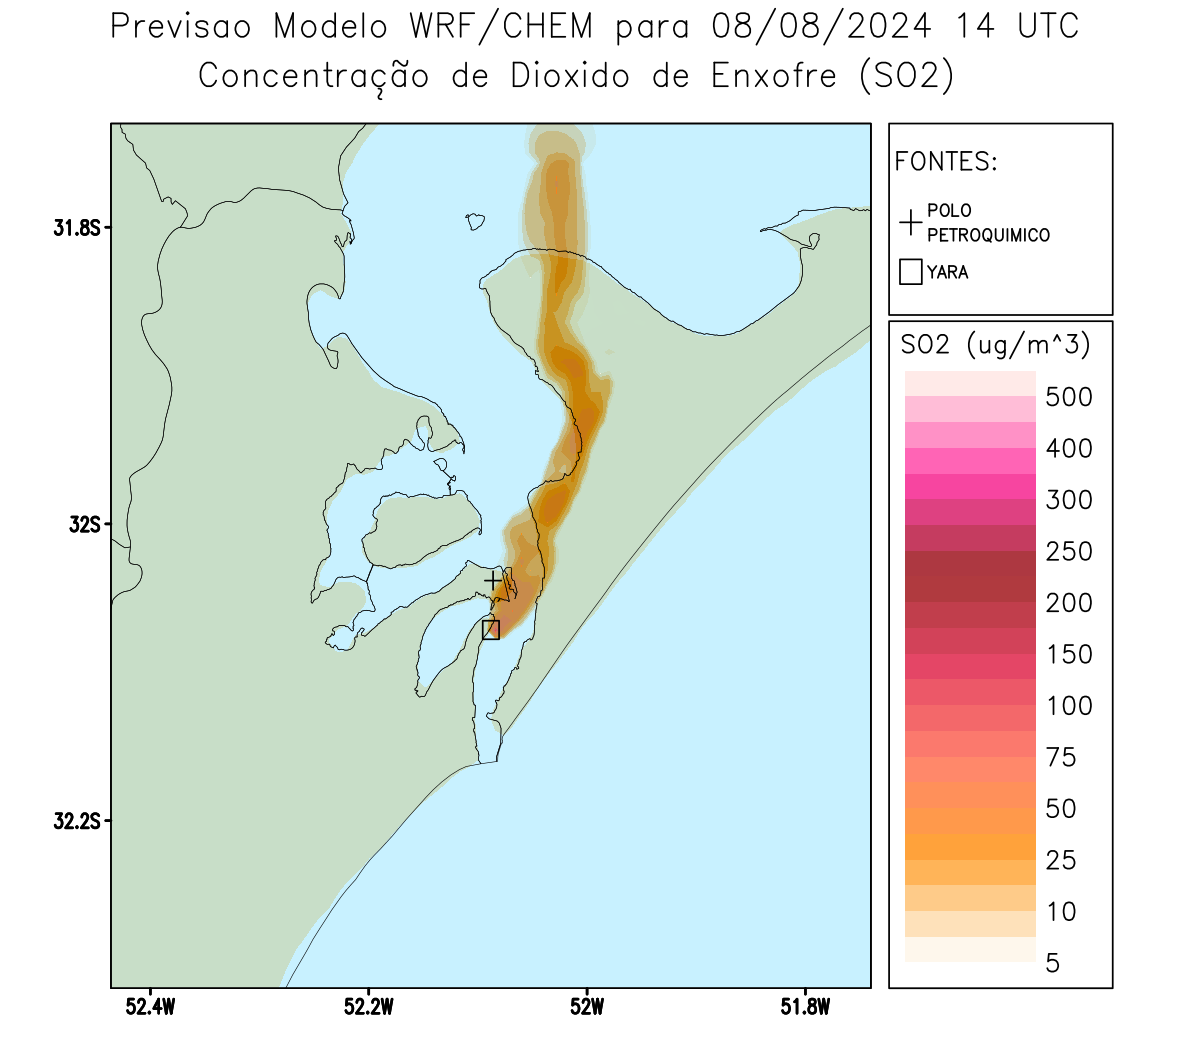 Previsao Modelo WRF/CHEM para 08/08/2024 14 UTC
Concentração de Dioxido de Enxofre (SO2)
FONTES:
POLO
PETROQUIMICO
YARA
SO2 (ug/m^3)
500
400
300
250
200
150
100
75
50
25
10
5
31.8S
32S
32.2S
52.4W
52.2W
52W
51.8W